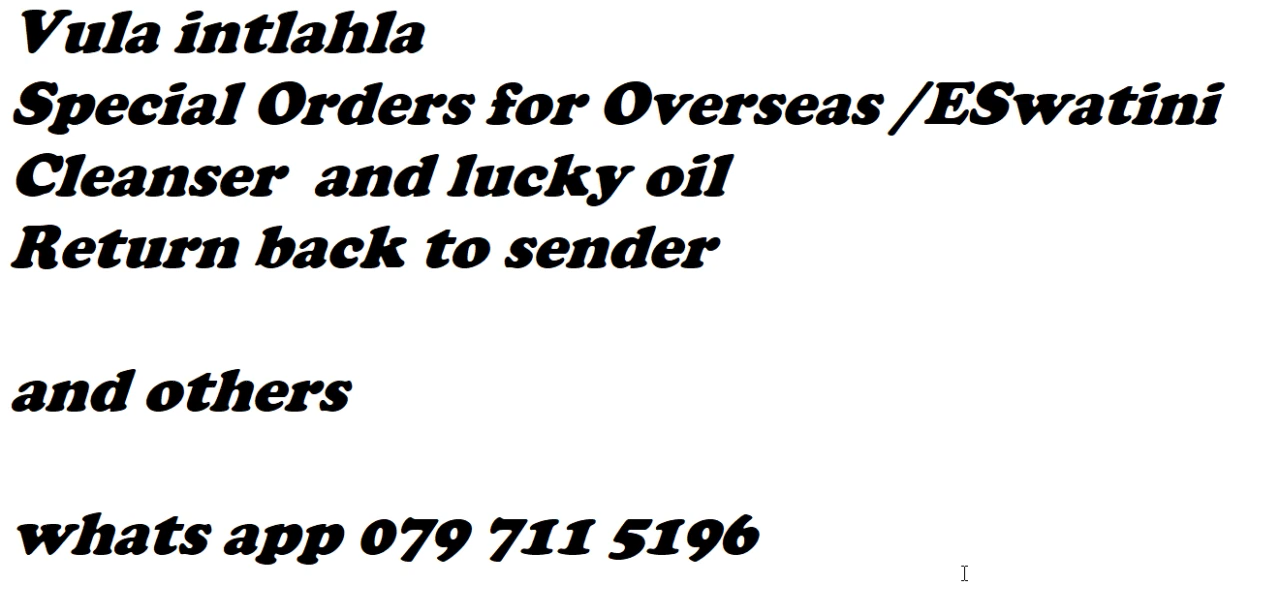 Vula intlahla
Special Orders for Overseas /ESwatini
Cleanser  and lucky oil
Return back to sender
and others
whats app 079 711 5196